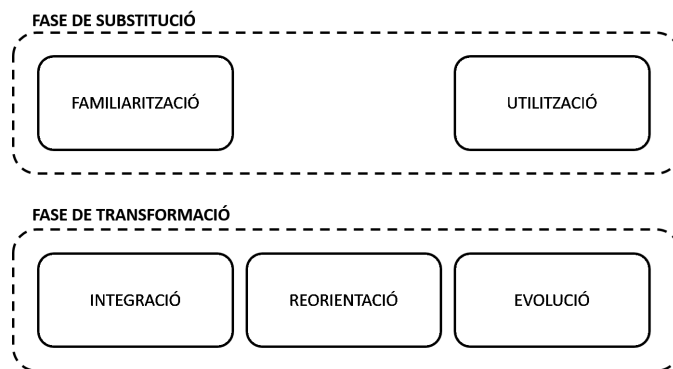 FASE DE SUBSTITUCIÓ
FAMILIARITZACIÓ
UTILITZACIÓ
FASE DE TRANSFORMACIÓ
INTEGRACIÓ
REORIENTACIÓ
EVOLUCIÓ